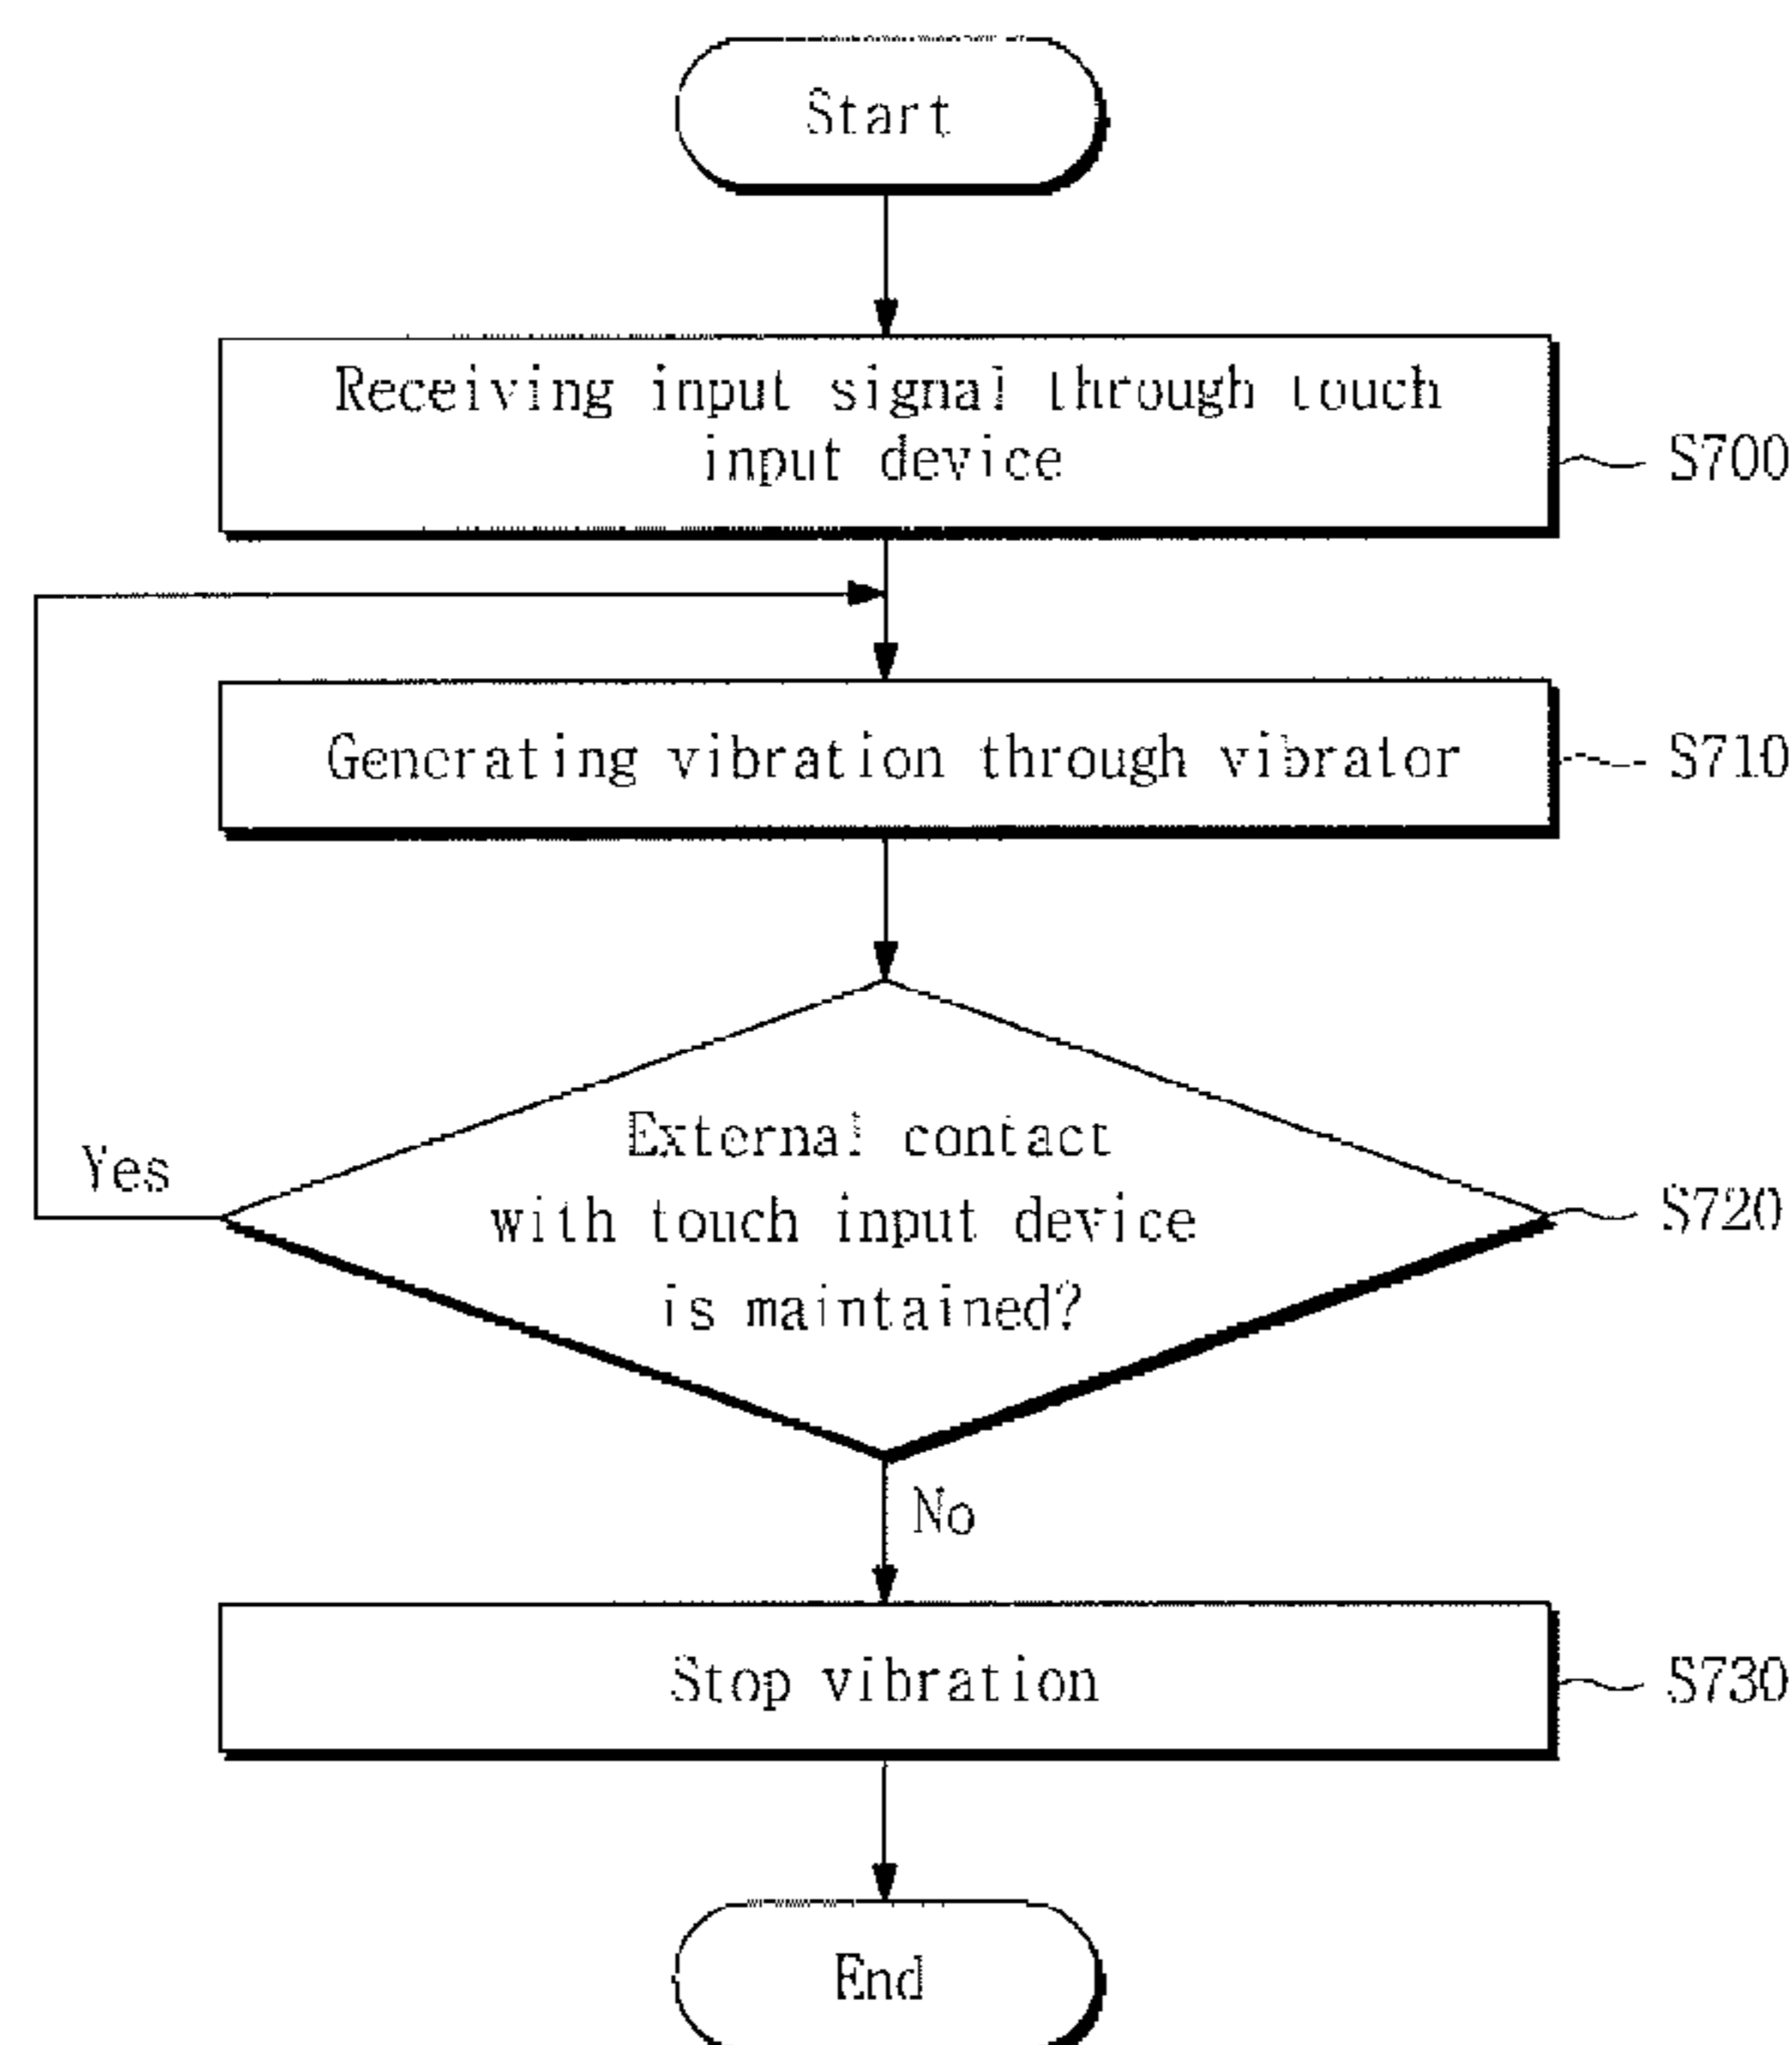 Start
Receiving input signal through touch
input device
S700
Generating vibration through vibrator
S710
External contact
with touch input device
is maintained?
Yes
S720
No
Stop vibration
S730
End